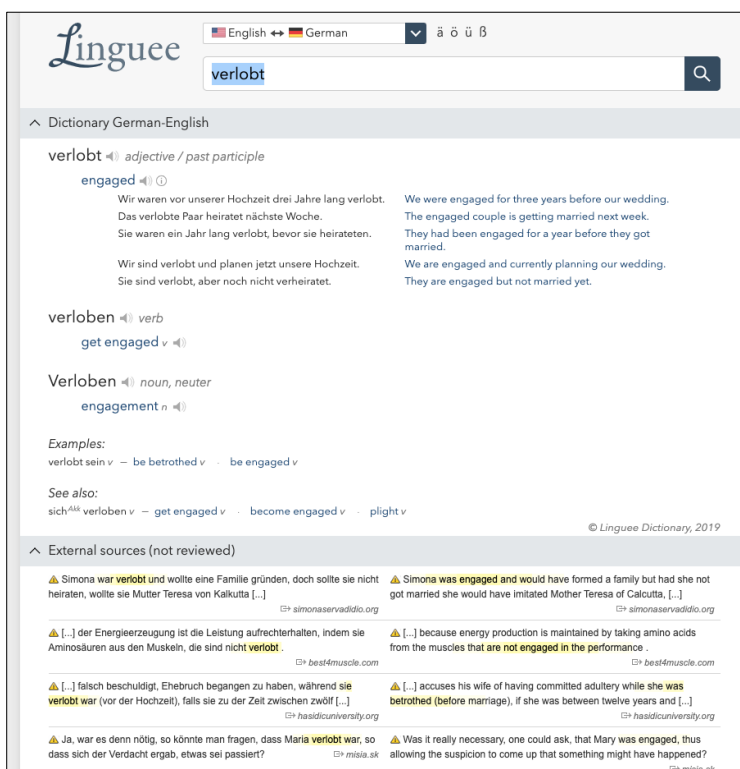 Linguee
English ↔ German
ä ö ü ß
verlobt
Dictionary German-English
verlobt adjective / past participle
engaged
Wir waren vor unserer Hochzeit drei Jahre lang verlobt. We were engaged for three years before our wedding.
Das verlobte Paar heiratet nächste Woche. The engaged couple is getting married next week.
Sie waren ein Jahr lang verlobt, bevor sie heirateten. They had been engaged for a year before they got
married.
Wir sind verlobt und planen jetzt unsere Hochzeit. We are engaged and currently planning our wedding.
Sie sind verlobt, aber noch nicht verheiratet. They are engaged but not married yet.
verloben verb
get engaged v
Verloben noun, neuter
engagement n
Examples:
verlobt sein v – be betrothed v · be engaged v
See also:
sich Akk verloben v – get engaged v · become engaged v · plight v
© Linguee Dictionary, 2019
External sources (not reviewed)
Simona war verlobt und wollte eine Familie gründen, doch sollte sie nicht
heiraten, wollte sie Mutter Teresa von Kalkutta [...]
simonaservadidio.org
Simona was engaged and would have formed a family but had she not
got married she would have imitated Mother Teresa of Calcutta, [...]
simonaservadidio.org
[...] der Energieerzeugung ist die Leistung aufrechterhalten, indem sie
Aminosäuren aus den Muskeln, die sind nicht verlobt .
best4muscle.com
[...] because energy production is maintained by taking amino acids
from the muscles that are not engaged in the performance .
best4muscle.com
[...] falsch beschuldigt, Ehebruch begangen zu haben, während sie
verlobt war (vor der Hochzeit), falls sie zu der Zeit zwischen zwölf [...]
hasidicuniversity.org
[...] accuses his wife of having committed adultery while she was
betrothed (before marriage), if she was between twelve years and [...]
hasidicuniversity.org
Ja, war es denn nötig, so könnte man fragen, dass Maria verlobt war, so
dass sich der Verdacht ergab, etwas sei passiert? misia.sk
Was it really necessary, one could ask, that Mary was engaged, thus
allowing the suspicion to come up that something might have happened?
misia.sk